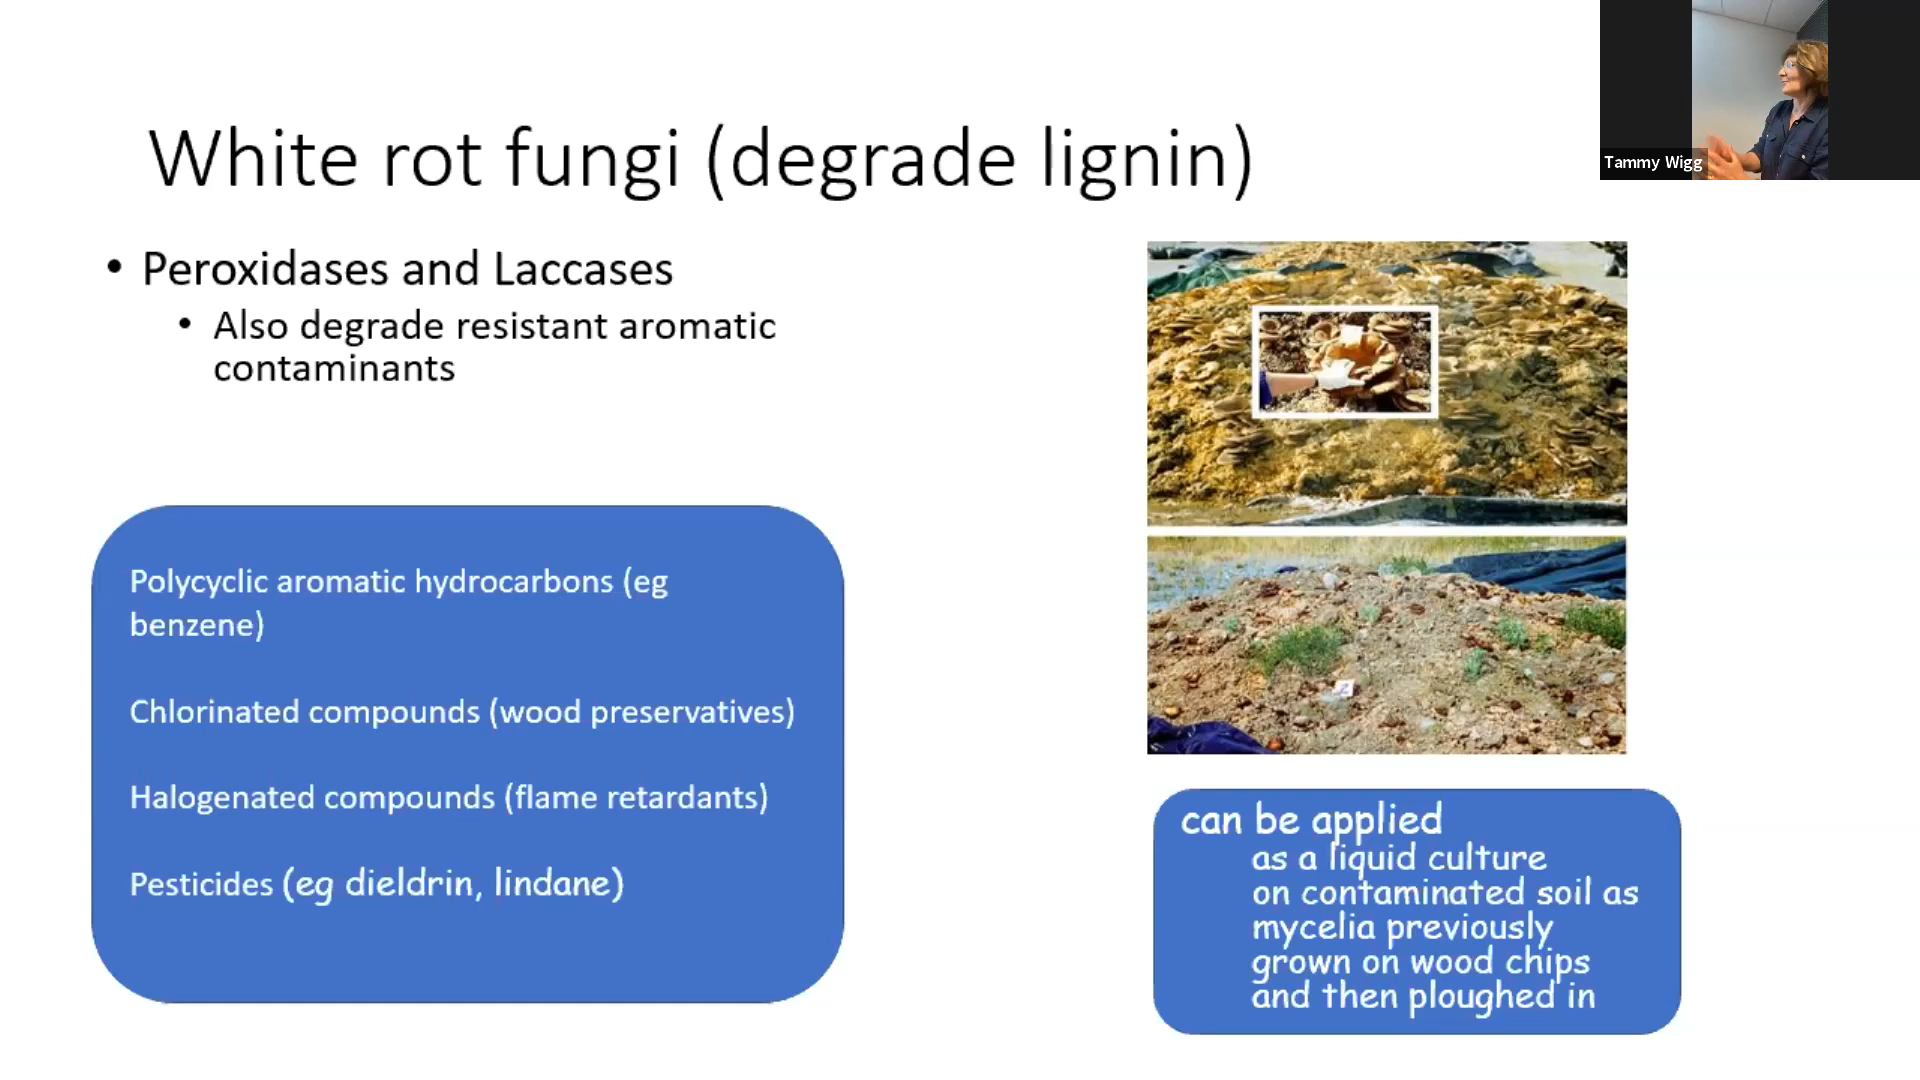 White rot fungi (degrade lignin)
Tammy Wigg
• Peroxidases and Laccases
• Also degrade resistant aromatic
contaminants
Polycyclic aromatic hydrocarbons (eg
benzene)
Chlorinated compounds (wood preservatives)
Halogenated compounds (flame retardants)
Pesticides (eg dieldrin, lindane)
2
can be applied
as a liquid culture
on contaminated soil as
mycelia previously
grown on wood chips
and then ploughed in